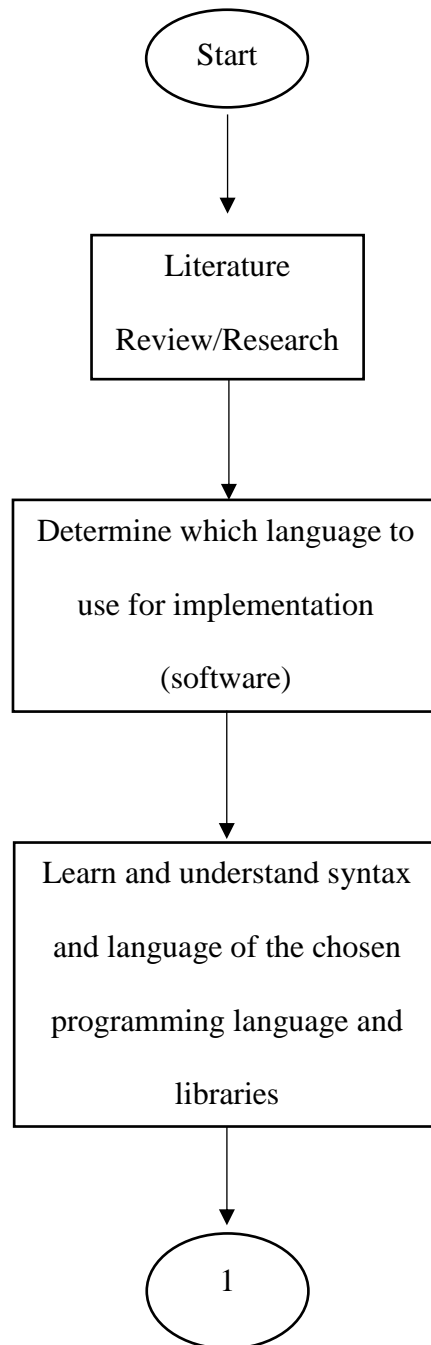 Start
Literature
Review/Research
Determine which language to
use for implementation
(software)
Learn and understand syntax
and language of the chosen
programming language and
libraries
1